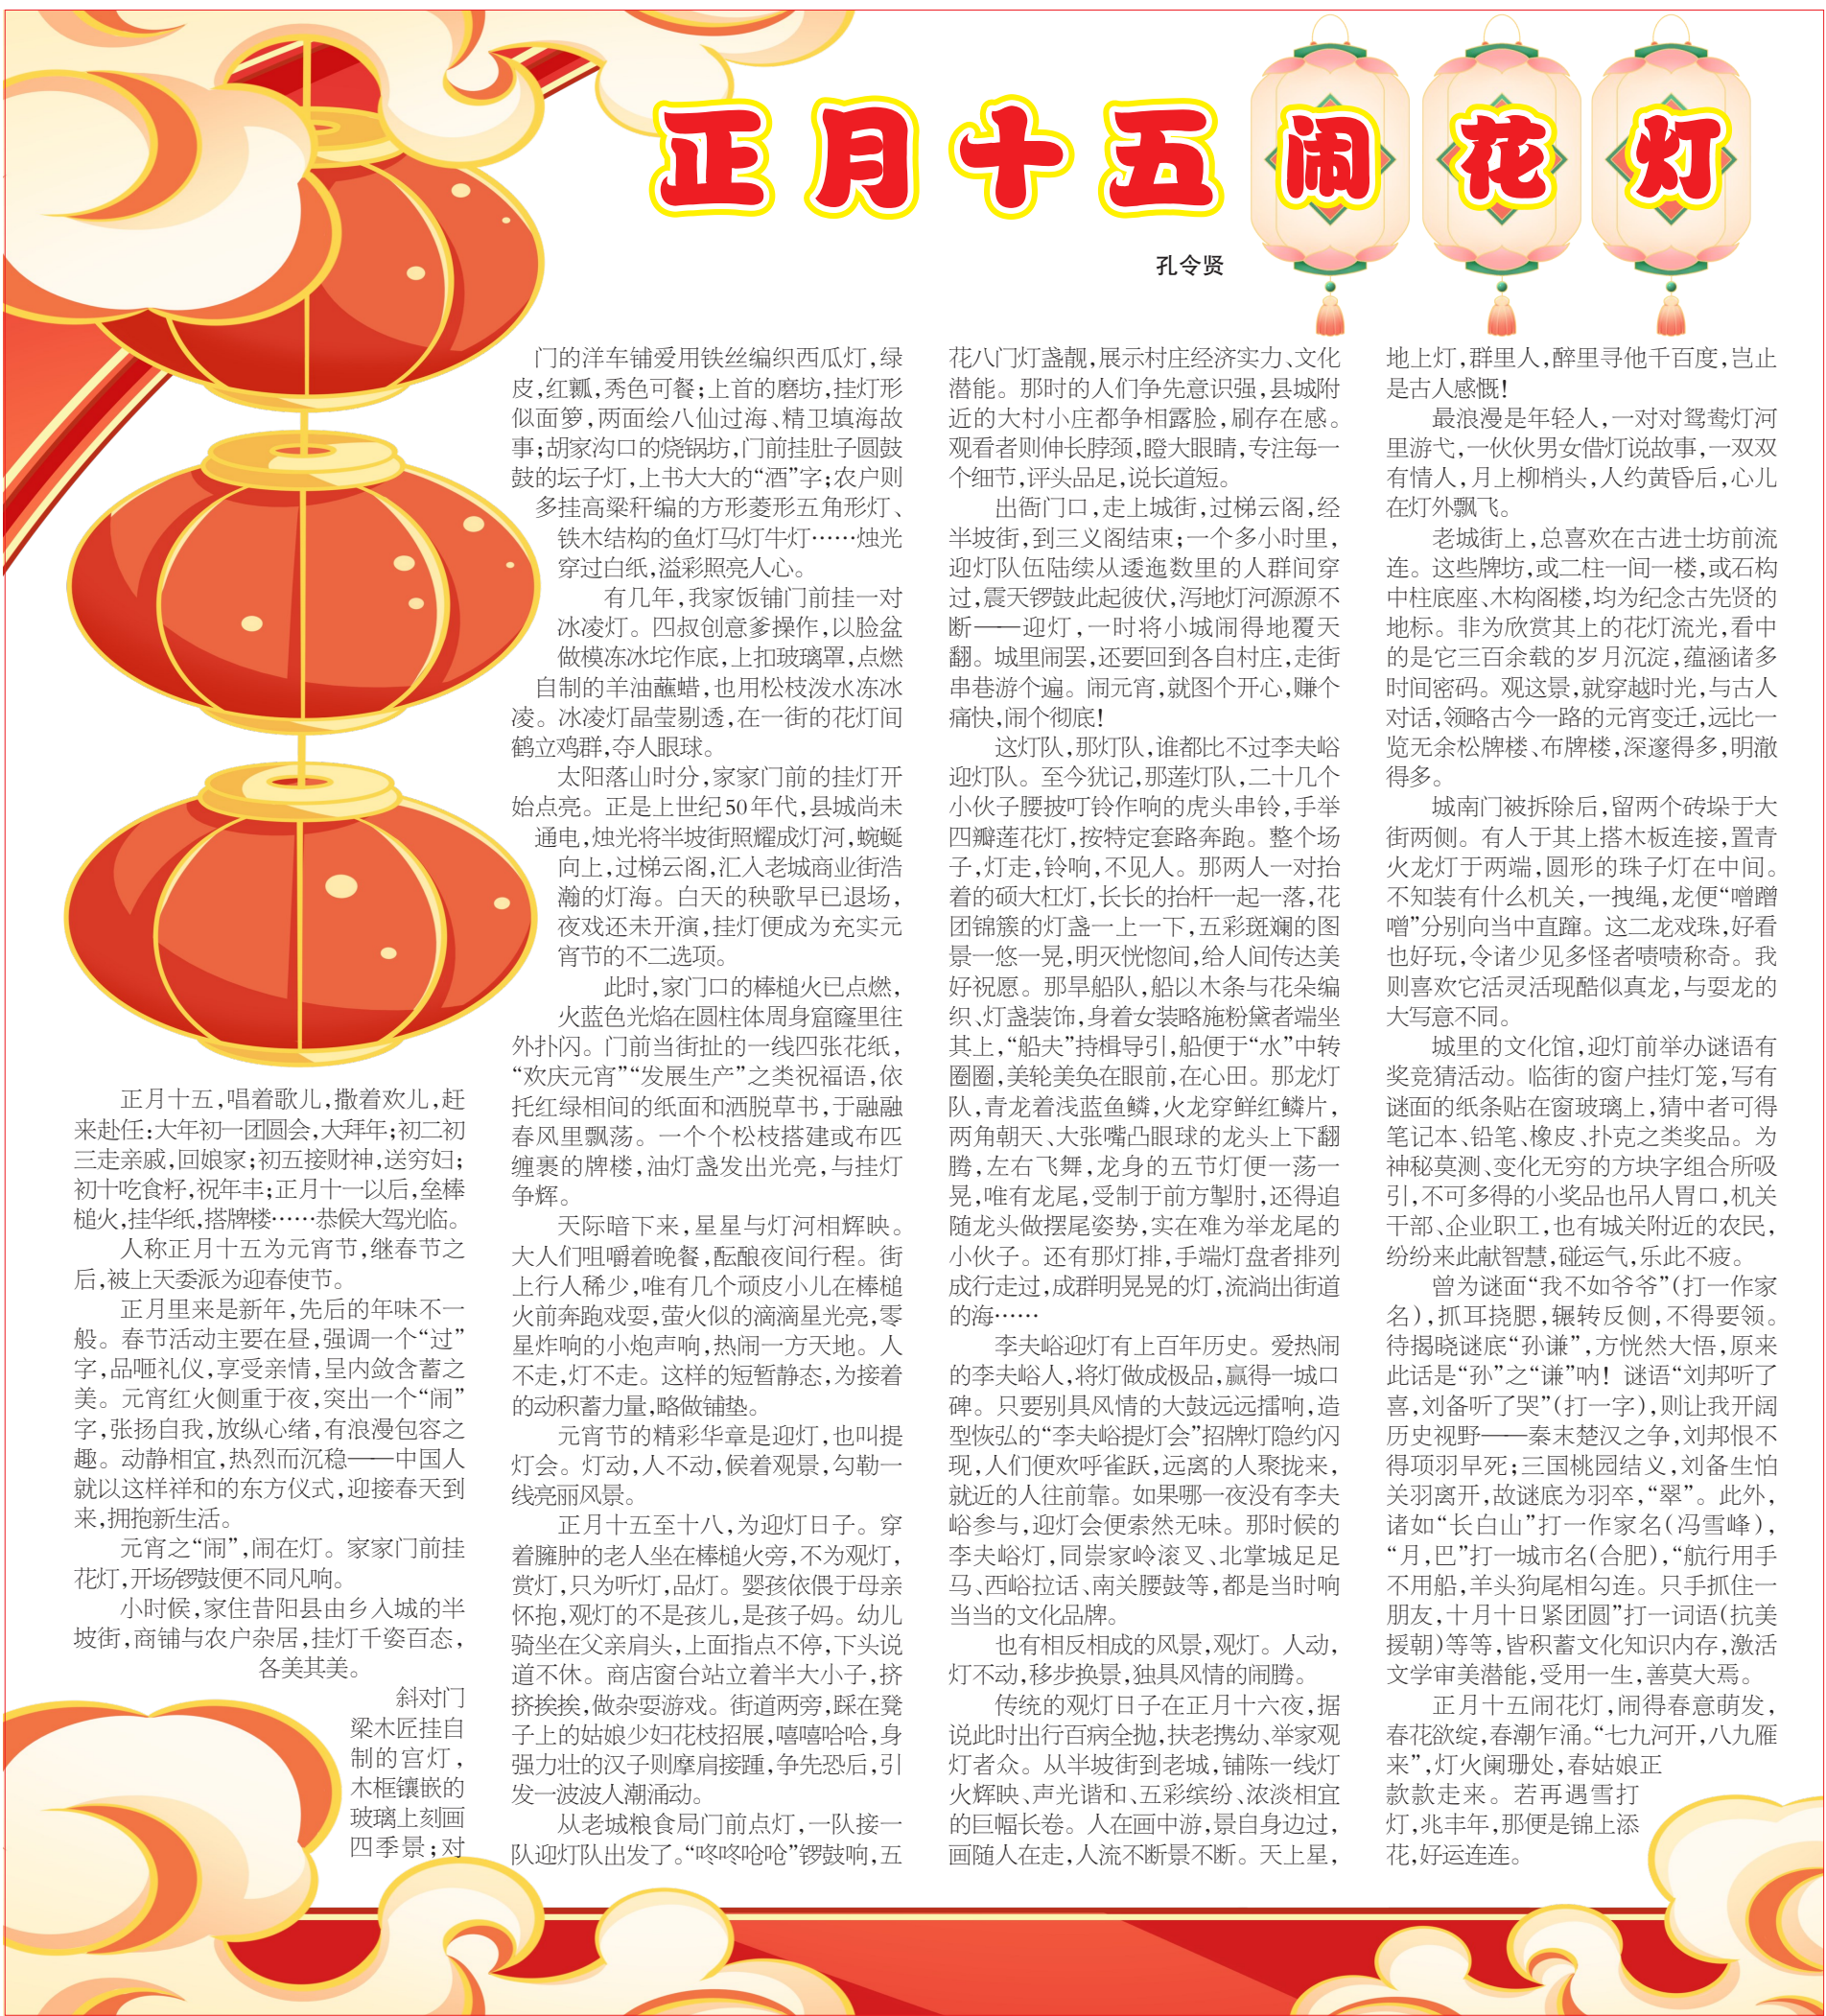 正月十五闹花灯
孔令贤
正月十五,唱着歌儿,撒着欢儿,赶
来赴任:大年初一团圆会,大拜年;初二初
三走亲戚,回娘家;初五接财神,送穷妇;
初十吃食籽,祝年丰;正月十一以后,垒棒
槌火,挂华纸,搭牌楼……恭候大驾光临。
人称正月十五为元宵节,继春节之
后,被上天委派为迎春使节。
正月里来是新年,先后的年味不一
般。春节活动主要在昼,强调一个“过”
字,品咂礼仪,享受亲情,呈内敛含蓄之
美。元宵红火侧重于夜,突出一个“闹”
字,张扬自我,放纵心绪,有浪漫包容之
趣。动静相宜,热烈而沉稳——中国人
就以这样祥和的东方仪式,迎接春天到
来,拥抱新生活。
元宵之“闹”,闹在灯。家家门前挂
花灯,开场锣鼓便不同凡响。
小时候,家住昔阳县由乡入城的半
坡街,商铺与农户杂居,挂灯千姿百态,
各美其美。
斜对门
梁木匠挂自
制的宫灯,
木框镶嵌的
玻璃上刻画
四季景;对
门的洋车铺爱用铁丝编织西瓜灯,绿
皮,红瓤,秀色可餐;上首的磨坊,挂灯形
似面箩,两面绘八仙过海、精卫填海故
事;胡家沟口的烧锅坊,门前挂肚子圆鼓
鼓的坛子灯,上书大大的“酒”字;农户则
多挂高粱秆编的方形菱形五角形灯、
铁木结构的鱼灯马灯牛灯……烛光
穿过白纸,溢彩照亮人心。
有几年,我家饭铺门前挂一对
冰凌灯。四叔创意爹操作,以脸盆
做模冻冰坨作底,上扣玻璃罩,点燃
自制的羊油蘸蜡,也用松枝泼水冻冰
凌。冰凌灯晶莹剔透,在一街的花灯间
鹤立鸡群,夺人眼球。
太阳落山时分,家家门前的挂灯开
始点亮。正是上世纪50年代,县城尚未
通电,烛光将半坡街照耀成灯河,蜿蜒
向上,过梯云阁,汇入老城商业街浩
瀚的灯海。白天的秧歌早已退场,
夜戏还未开演,挂灯便成为充实元
宵节的不二选项。
此时,家门口的棒槌火已点燃,
火蓝色光焰在圆柱体周身窟窿里往
外扑闪。门前当街扯的一线四张花纸,
“欢庆元宵”“发展生产”之类祝福语,依
托红绿相间的纸面和洒脱草书,于融融
春风里飘荡。一个个松枝搭建或布匹
缠裹的牌楼,油灯盏发出光亮,与挂灯
争辉。
天际暗下来,星星与灯河相辉映。
大人们咀嚼着晚餐,酝酿夜间行程。街
上行人稀少,唯有几个顽皮小儿在棒槌
火前奔跑戏耍,萤火似的滴滴星光亮,零
星炸响的小炮声响,热闹一方天地。人
不走,灯不走。这样的短暂静态,为接着
的动积蓄力量,略做铺垫。
元宵节的精彩华章是迎灯,也叫提
灯会。灯动,人不动,候着观景,勾勒一
线亮丽风景。
正月十五至十八,为迎灯日子。穿
着臃肿的老人坐在棒槌火旁,不为观灯,
赏灯,只为听灯,品灯。婴孩依偎于母亲
怀抱,观灯的不是孩儿,是孩子妈。幼儿
骑坐在父亲肩头,上面指点不停,下头说
道不休。商店窗台站立着半大小子,挤
挤挨挨,做杂耍游戏。街道两旁,踩在凳
子上的姑娘少妇花枝招展,嘻嘻哈哈,身
强力壮的汉子则摩肩接踵,争先恐后,引
发一波波人潮涌动。
从老城粮食局门前点灯,一队接一
队迎灯队出发了。“咚咚呛呛”锣鼓响,五
花八门灯盏靓,展示村庄经济实力、文化
潜能。那时的人们争先意识强,县城附
近的大村小庄都争相露脸,刷存在感。
观看者则伸长脖颈,瞪大眼睛,专注每一
个细节,评头品足,说长道短。
出衙门口,走上城街,过梯云阁,经
半坡街,到三义阁结束;一个多小时里,
迎灯队伍陆续从逶迤数里的人群间穿
过,震天锣鼓此起彼伏,泻地灯河源源不
断——迎灯,一时将小城闹得地覆天
翻。城里闹罢,还要回到各自村庄,走街
串巷游个遍。闹元宵,就图个开心,赚个
痛快,闹个彻底!
这灯队,那灯队,谁都比不过李夫峪
迎灯队。至今犹记,那莲灯队,二十几个
小伙子腰披叮铃作响的虎头串铃,手举
四瓣莲花灯,按特定套路奔跑。整个场
子,灯走,铃响,不见人。那两人一对抬
着的硕大杠灯,长长的抬杆一起一落,花
团锦簇的灯盏一上一下,五彩斑斓的图
景一悠一晃,明灭恍惚间,给人间传达美
好祝愿。那旱船队,船以木条与花朵编
织、灯盏装饰,身着女装略施粉黛者端坐
其上,“船夫”持楫导引,船便于“水”中转
圈圈,美轮美奂在眼前,在心田。那龙灯
队,青龙着浅蓝鱼鳞,火龙穿鲜红鳞片,
两角朝天、大张嘴凸眼球的龙头上下翻
腾,左右飞舞,龙身的五节灯便一荡一
晃,唯有龙尾,受制于前方掣肘,还得追
随龙头做摆尾姿势,实在难为举龙尾的
小伙子。还有那灯排,手端灯盘者排列
成行走过,成群明晃晃的灯,流淌出街道
的海……
李夫峪迎灯有上百年历史。爱热闹
的李夫峪人,将灯做成极品,赢得一城口
碑。只要别具风情的大鼓远远擂响,造
型恢弘的“李夫峪提灯会”招牌灯隐约闪
现,人们便欢呼雀跃,远离的人聚拢来,
就近的人往前靠。如果哪一夜没有李夫
峪参与,迎灯会便索然无味。那时候的
李夫峪灯,同崇家岭滚叉、北掌城足足
马、西峪拉话、南关腰鼓等,都是当时响
当当的文化品牌。
也有相反相成的风景,观灯。人动,
灯不动,移步换景,独具风情的闹腾。
传统的观灯日子在正月十六夜,据
说此时出行百病全抛,扶老携幼、举家观
灯者众。从半坡街到老城,铺陈一线灯
火辉映、声光谐和、五彩缤纷、浓淡相宜
的巨幅长卷。人在画中游,景自身边过,
画随人在走,人流不断景不断。天上星,
地上灯,群里人,醉里寻他千百度,岂止
是古人感慨!
最浪漫是年轻人,一对对鸳鸯灯河
里游弋,一伙伙男女借灯说故事,一双双
有情人,月上柳梢头,人约黄昏后,心儿
在灯外飘飞。
老城街上,总喜欢在古进士坊前流
连。这些牌坊,或二柱一间一楼,或石构
中柱底座、木构阁楼,均为纪念古先贤的
地标。非为欣赏其上的花灯流光,看中
的是它三百余载的岁月沉淀,蕴涵诸多
时间密码。观这景,就穿越时光,与古人
对话,领略古今一路的元宵变迁,远比一
览无余松牌楼、布牌楼,深邃得多,明澈
得多。
城南门被拆除后,留两个砖垛于大
街两侧。有人于其上搭木板连接,置青
火龙灯于两端,圆形的珠子灯在中间。
不知装有什么机关,一拽绳,龙便“噌蹭
噌”分别向当中直蹿。这二龙戏珠,好看
也好玩,令诸少见多怪者啧啧称奇。我
则喜欢它活灵活现酷似真龙,与耍龙的
大写意不同。
城里的文化馆,迎灯前举办谜语有
奖竞猜活动。临街的窗户挂灯笼,写有
谜面的纸条贴在窗玻璃上,猜中者可得
笔记本、铅笔、橡皮、扑克之类奖品。为
神秘莫测、变化无穷的方块字组合所吸
引,不可多得的小奖品也吊人胃口,机关
干部、企业职工,也有城关附近的农民,
纷纷来此献智慧,碰运气,乐此不疲。
曾为谜面“我不如爷爷”(打一作家
名),抓耳挠腮,辗转反侧,不得要领。
待揭晓谜底“孙谦”,方恍然大悟,原来
此话是“孙”之“谦”呐!谜语“刘邦听了
喜,刘备听了哭”(打一字),则让我开阔
历史视野——秦末楚汉之争,刘邦恨不
得项羽早死;三国桃园结义,刘备生怕
关羽离开,故谜底为羽卒,“翠”。此外,
诸如“长白山”打一作家名(冯雪峰),
“月,巴”打一城市名(合肥),“航行用手
不用船,羊头狗尾相勾连。只手抓住一
朋友,十月十日紧团圆”打一词语(抗美
援朝)等等,皆积蓄文化知识内存,激活
文学审美潜能,受用一生,善莫大焉。
正月十五闹花灯,闹得春意萌发,
春花欲绽,春潮乍涌。“七九河开,八九雁
来”,灯火阑珊处,春姑娘正
款款走来。若再遇雪打
灯,兆丰年,那便是锦上添
花,好运连连。